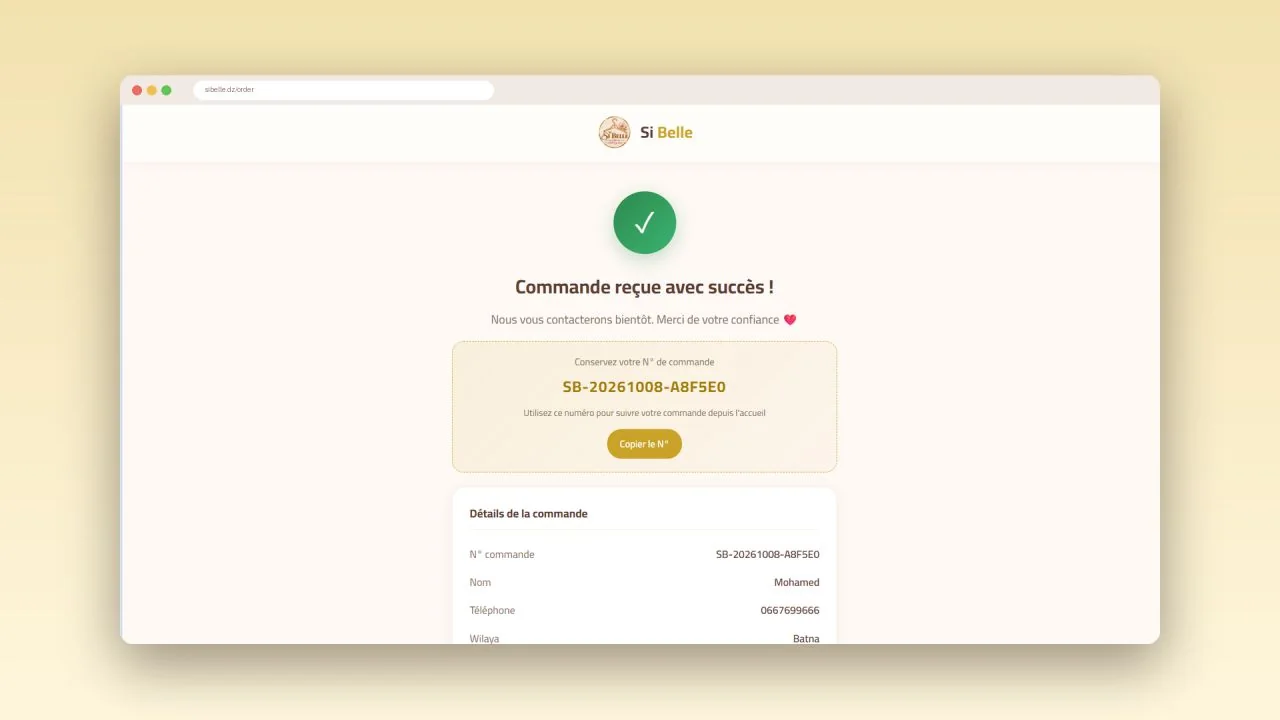 sibelle.dz/order
Si Belle
Si Belle
Commande reçue avec succès !
Nous vous contacterons bientôt. Merci de votre confiance 💖
Conservez votre N° de commande
SB-20261008-A8F5E0
Utilisez ce numéro pour suivre votre commande depuis l'accueil
Copier le N°
Détails de la commande
N° commande SB-20261008-A8F5E0
Nom Mohamed
Téléphone 0667699666
Wilaya Batna